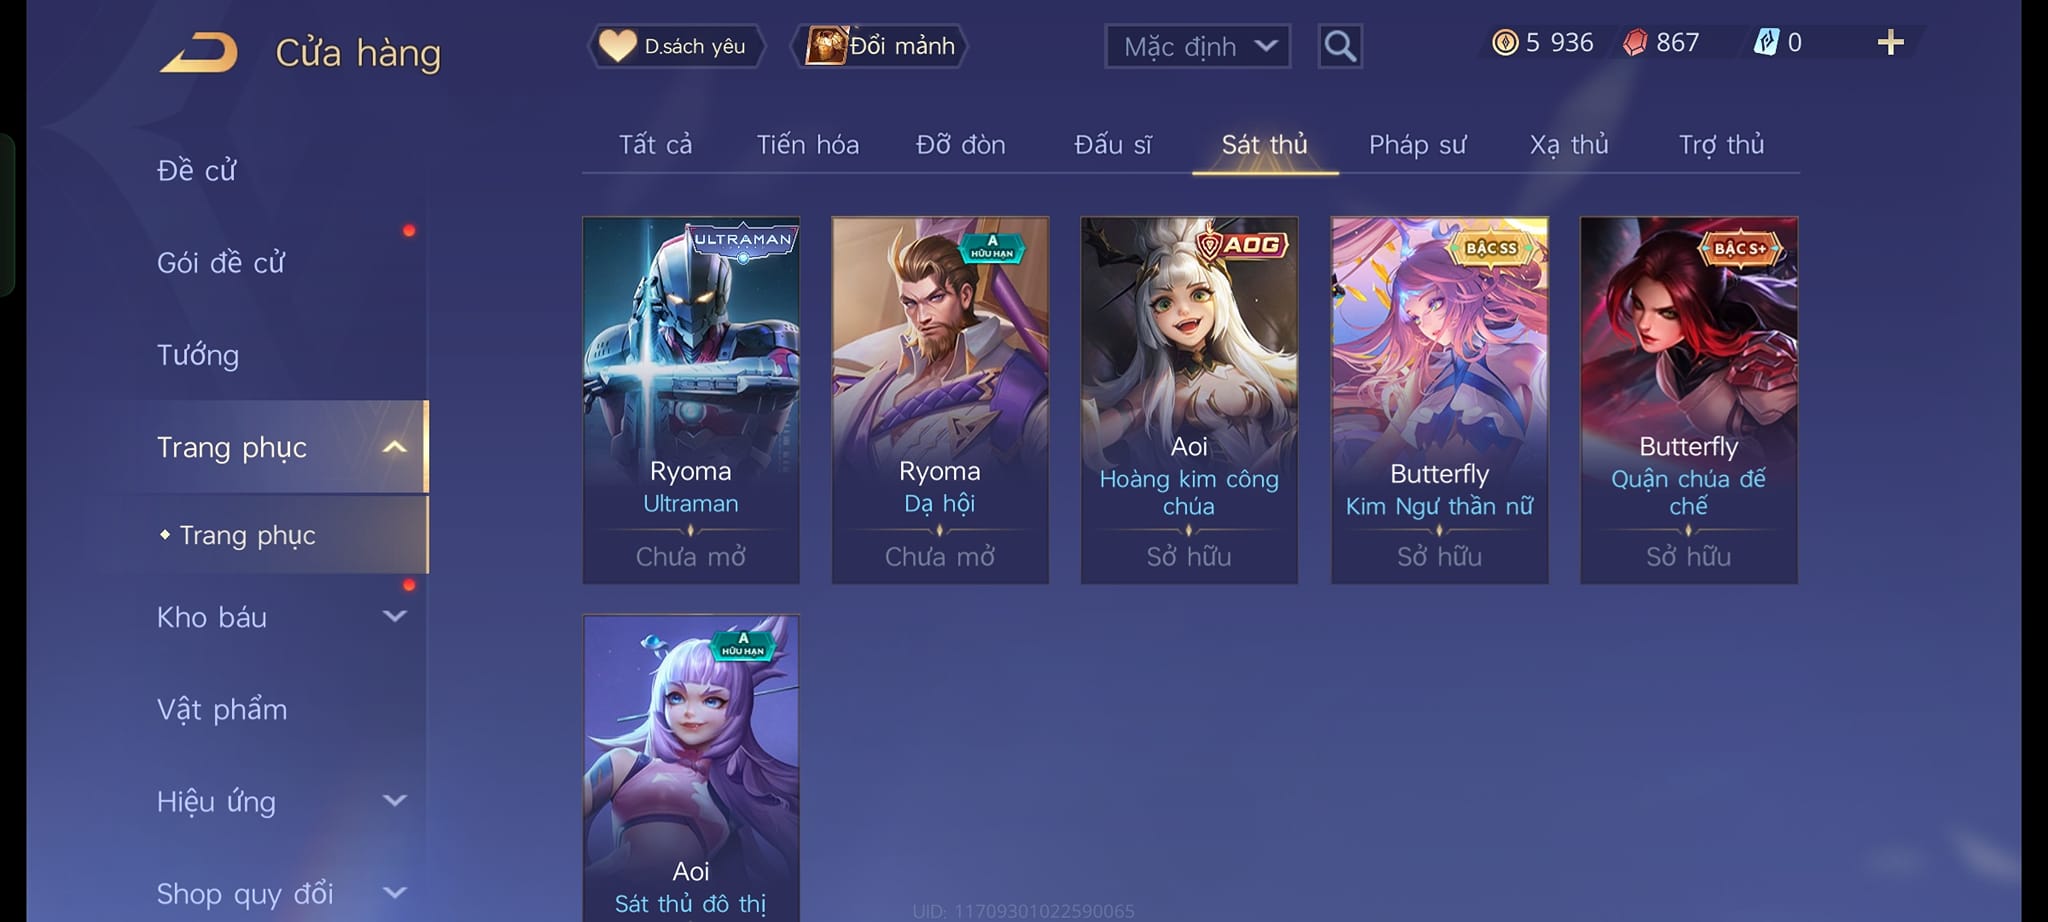 Cửa hàng
D.sách yêu
Đổi mảnh
Mặc định
5 936
867
0
Đề cử
Gói đề cử
Tướng
Trang phục
Trang phục
Kho báu
Vật phẩm
Hiệu ứng
Shop quy đổi
Tất cả
Tiến hóa
Đỡ đòn
Đấu sĩ
Sát thủ
Pháp sư
Xạ thủ
Trợ thủ
ULTRAMAN
Ryoma
Ultraman
Chưa mở
A
HỮU HẠN
Ryoma
Dạ hội
Chưa mở
AOG
Aoi
Hoàng kim công
chúa
Sở hữu
BẬC SS
Butterfly
Kim Ngư thần nữ
Sở hữu
BẬC S+
Butterfly
Quận chúa đế
chế
Sở hữu
A
HỮU HẠN
Aoi
Sát thủ đô thị
UID: 11709301022590065